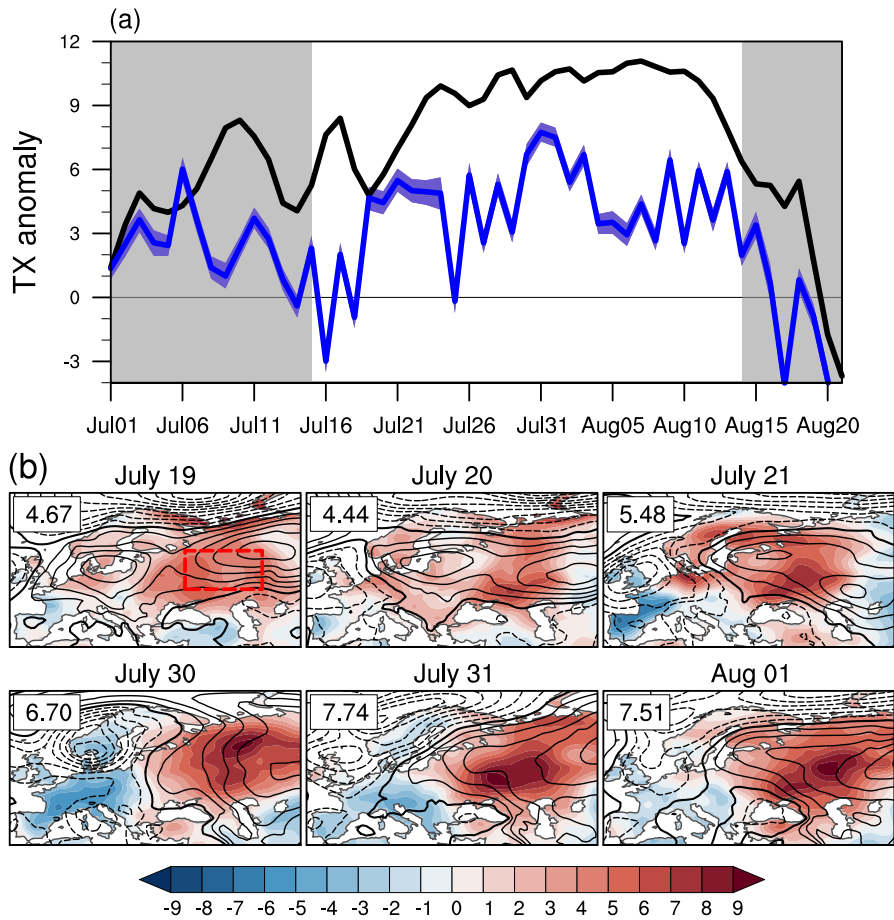 (a)
12
9
6
3
0
-3
TX anomaly
Jul01 Jul06 Jul11 Jul16 Jul21 Jul26 Jul31 Aug05 Aug10 Aug15 Aug20
(b)
July 19 July 20 July 21
4.67 4.44 5.48
July 30 July 31 Aug 01
6.70 7.74 7.51
-9 -8 -7 -6 -5 -4 -3 -2 -1 0 1 2 3 4 5 6 7 8 9